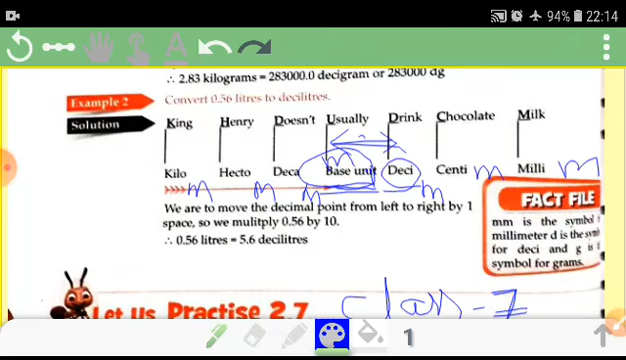 94% 22:14
A
∴ 2.83 kilograms = 283000.0 decigram or 283000 dg
Example 2 Convert 0.56 litres to decilitres.
Solution King Henry Doesn't Usually Drink Chocolate Milk
m
Kilo Hecto Deca Base unit Deci Centi m Milli m
m m m m
We are to move the decimal point from left to right by 1
space, so we mulitply 0.56 by 10.
∴ 0.56 litres = 5.6 decilitres
FACT FILE
mm is the symbol
millimeter d is the
for deci and g is
symbol for grams.
Let Us Practise 2.7
class - 7
1